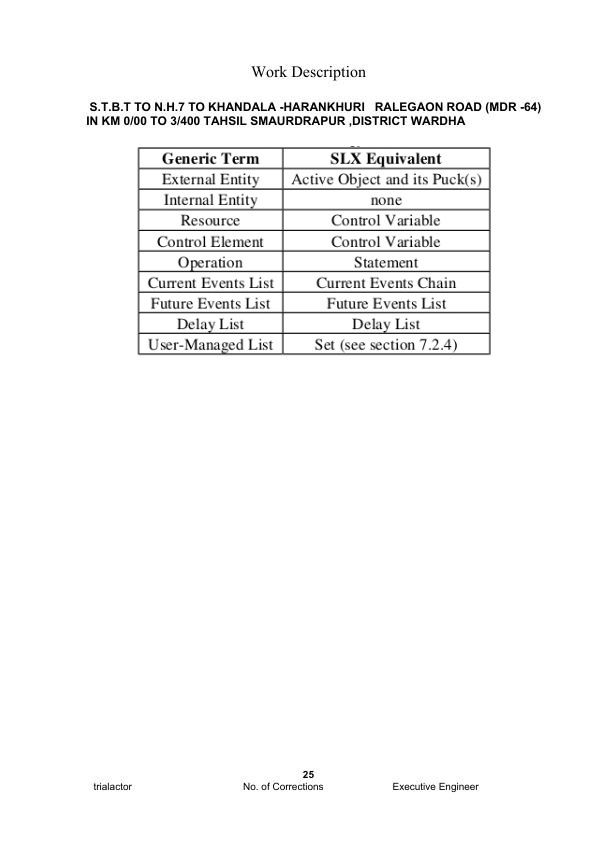 Work Description
S.T.B.T TO N.H.7 TO KHANDALA -HARANKHURI RALEGAON ROAD (MDR -64)
IN KM 0/00 TO 3/400 TAHSIL SMAURDRAPUR ,DISTRICT WARDHA
Generic Term SLX Equivalent
External Entity Active Object and its Puck(s)
Internal Entity none
Resource Control Variable
Control Element Control Variable
Operation Statement
Current Events List Current Events Chain
Future Events List Future Events List
Delay List Delay List
User-Managed List Set (see section 7.2.4)
25
trialactor No. of Corrections Executive Engineer